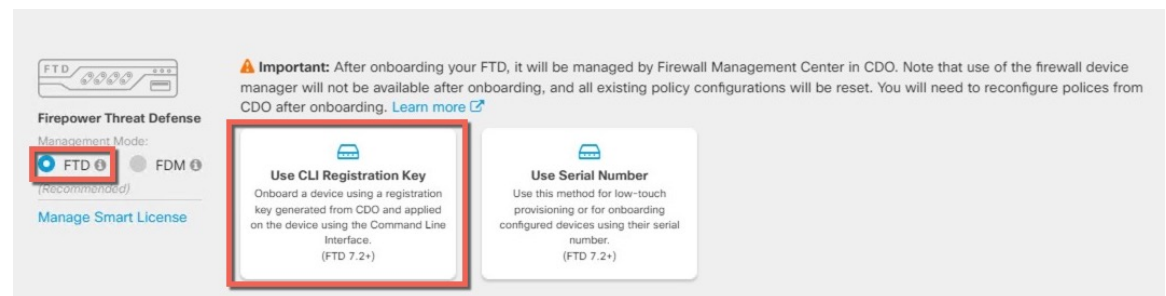 FTD
Firepower Threat Defense
Management Mode:
FTD FDM
(Recommended)
Manage Smart License
Important: After onboarding your FTD, it will be managed by Firewall Management Center in CDO. Note that use of the firewall device
manager will not be available after onboarding, and all existing policy configurations will be reset. You will need to reconfigure polices from
CDO after onboarding. Learn more
Use CLI Registration Key
Onboard a device using a registration
key generated from CDO and applied
on the device using the Command Line
Interface.
(FTD 7.2+)
Use Serial Number
Use this method for low-touch
provisioning or for onboarding
configured devices using their serial
number.
(FTD 7.2+)